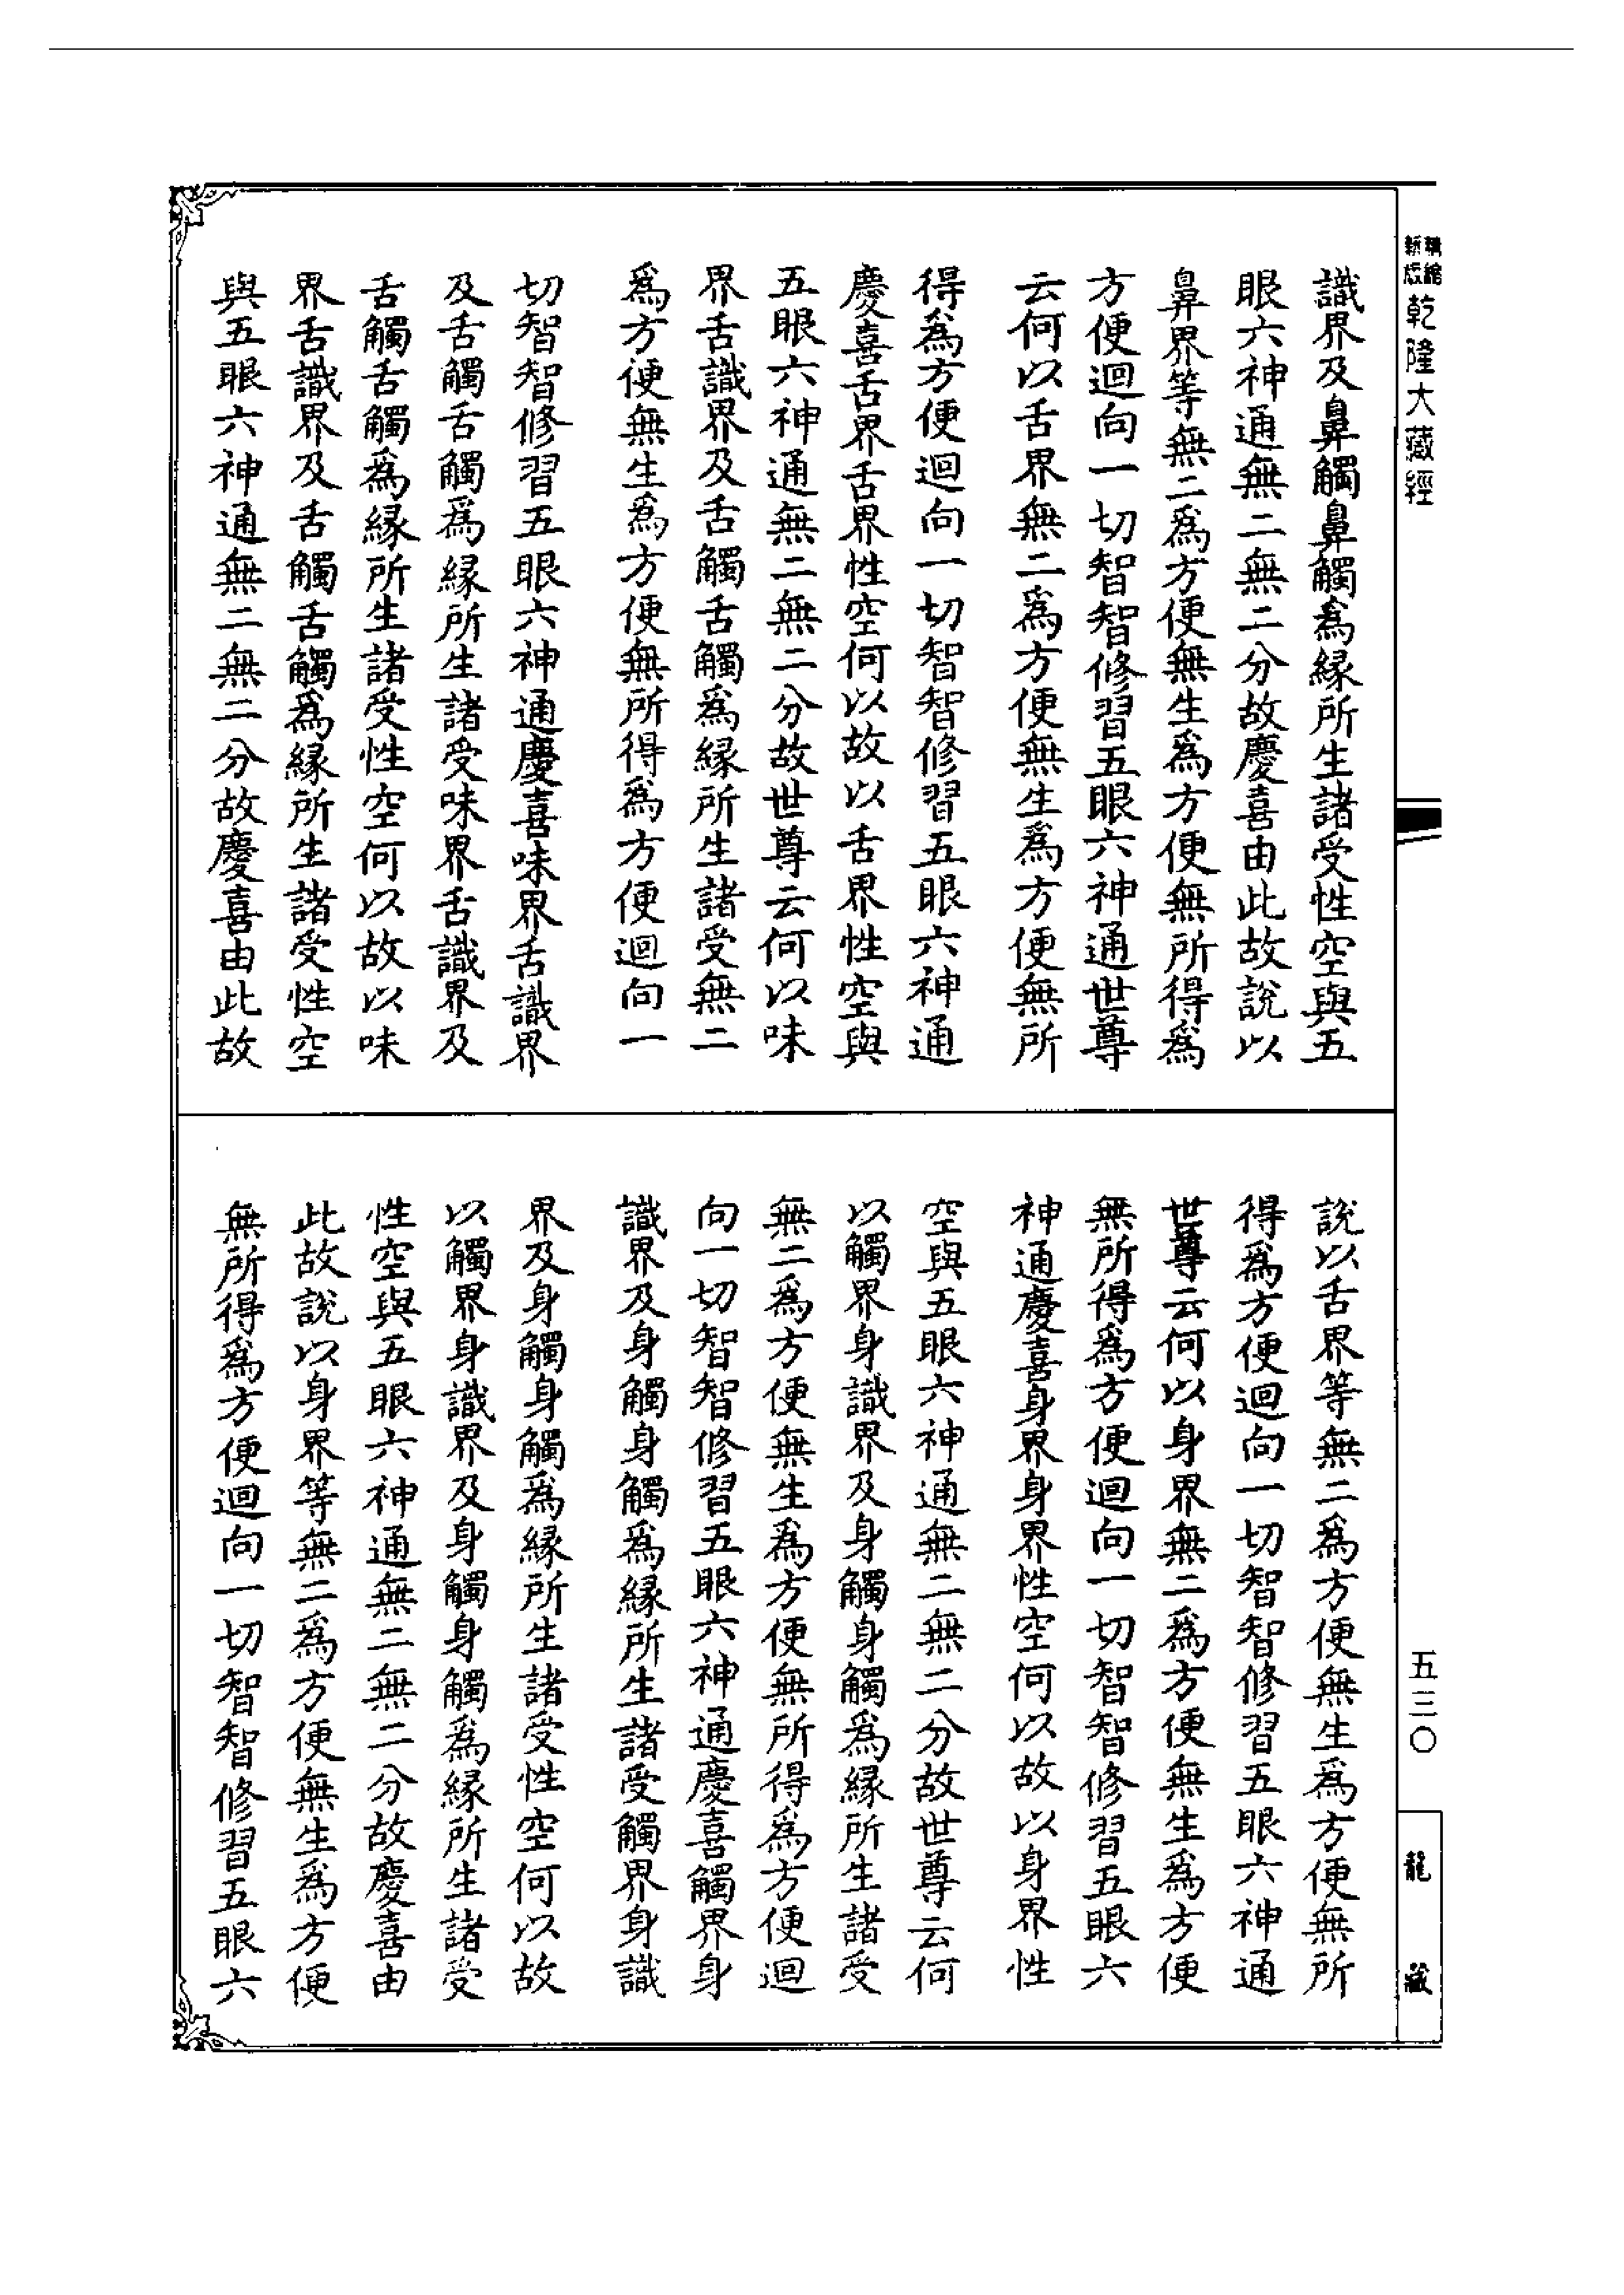 識界及鼻觸鼻觸爲緣所生諸受性空與五
眼六神通無二無二分故慶喜由此故說以
鼻界等無二爲方便無生爲方便無所得爲
方便迴向一切智智修習五眼六神通世尊
云何以舌界無二爲方便無生爲方便無所
得爲方便迴向一切智智修習五眼六神通
慶喜舌界舌界性空何以故以舌界性空與
五眼六神通無二無二分故世尊云何以味
界舌識界及舌觸舌觸爲緣所生諸受無二
爲方便無生爲方便無所得爲方便迴向一
切智智修習五眼六神通慶喜味界舌識界
及舌觸舌觸爲緣所生諸受味界舌識界及
舌觸舌觸爲緣所生諸受性空何以故以味
界舌識界及舌觸舌觸爲緣所生諸受性空
與五眼六神通無二無二分故慶喜由此故
說以舌界等無二爲方便無生爲方便無所
得爲方便迴向一切智智修習五眼六神通
世尊云何以身界無二爲方便無生爲方便
無所得爲方便迴向一切智智修習五眼六
神通慶喜身界身界性空何以故以身界性
空與五眼六神通無二無二分故世尊云何
以觸界身識界及身觸身觸爲緣所生諸受
無二爲方便無生爲方便無所得爲方便迴
向一切智智修習五眼六神通慶喜觸界身
識界及身觸身觸爲緣所生諸受觸界身識
界及身觸身觸爲緣所生諸受性空何以故
以觸界身識界及身觸身觸爲緣所生諸受
性空與五眼六神通無二無二分故慶喜由
此故說以身界等無二爲方便無生爲方便
無所得爲方便迴向一切智智修習五眼六
乾隆大藏經
五三〇
龍藏